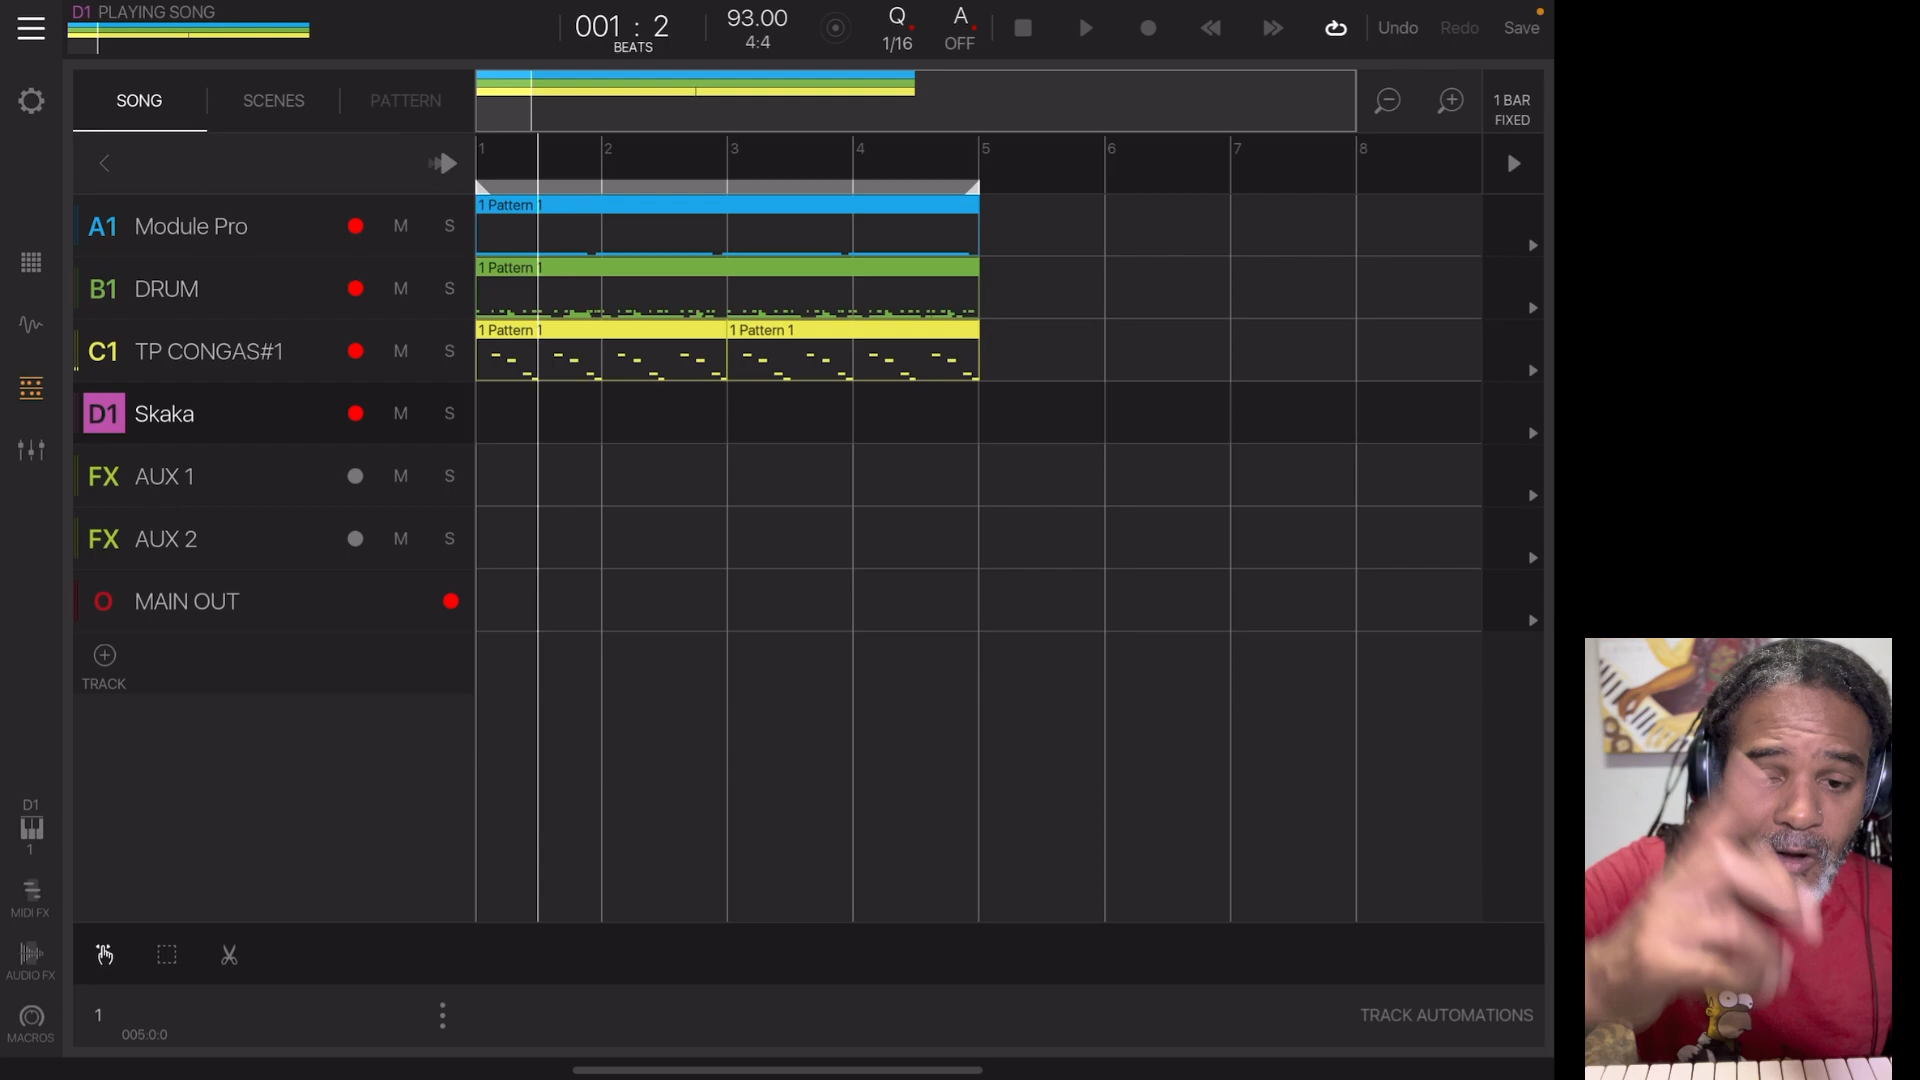 D1 PLAYING SONG
001 : 2
BEATS
93.00
4:4
Q
1/16
A
OFF
Undo
Redo
Save
SONG
SCENES
PATTERN
1 BAR
FIXED
1
2
3
4
5
6
7
8
A1
Module Pro
M
S
1 Pattern 1
B1
DRUM
M
S
1 Pattern 1
C1
TP CONGAS#1
M
S
1 Pattern 1
1 Pattern 1
D1
Skaka
M
S
FX
AUX 1
M
S
FX
AUX 2
M
S
O
MAIN OUT
TRACK
D1
1
MIDI FX
AUDIO FX
MACROS
1
005:0:0
TRACK AUTOMATIONS